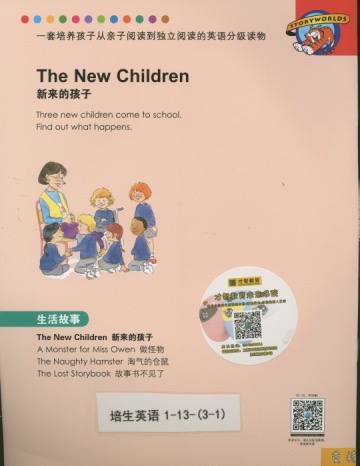 STORYWORLDS
一套培养孩子从亲子阅读到独立阅读的英语分级读物
The New Children
新来的孩子
Three new children come to school.
Find out what happens.
生活故事
The New Children 新来的孩子
A Monster for Miss Owen 做怪物
The Naughty Hamster 淘气的仓鼠
The Lost Storybook 故事书不见了
培生英语 1-13-(3-1)